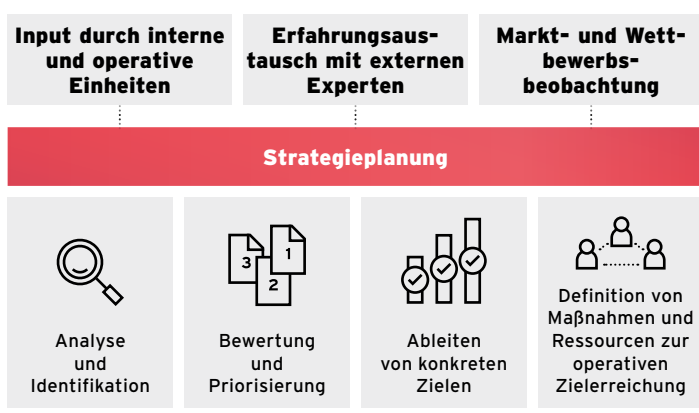 Input durch interne
und operative
Einheiten
Erfahrungsaus-
tausch mit externen
Experten
Markt- und Wett-
bewerbs-
beobachtung
Strategieplanung
Analyse
und
Identifikation
3
1
2
Bewertung
und
Priorisierung
Ableiten
von konkreten
Zielen
Definition von
Maßnahmen und
Ressourcen zur
operativen
Zielerreichung